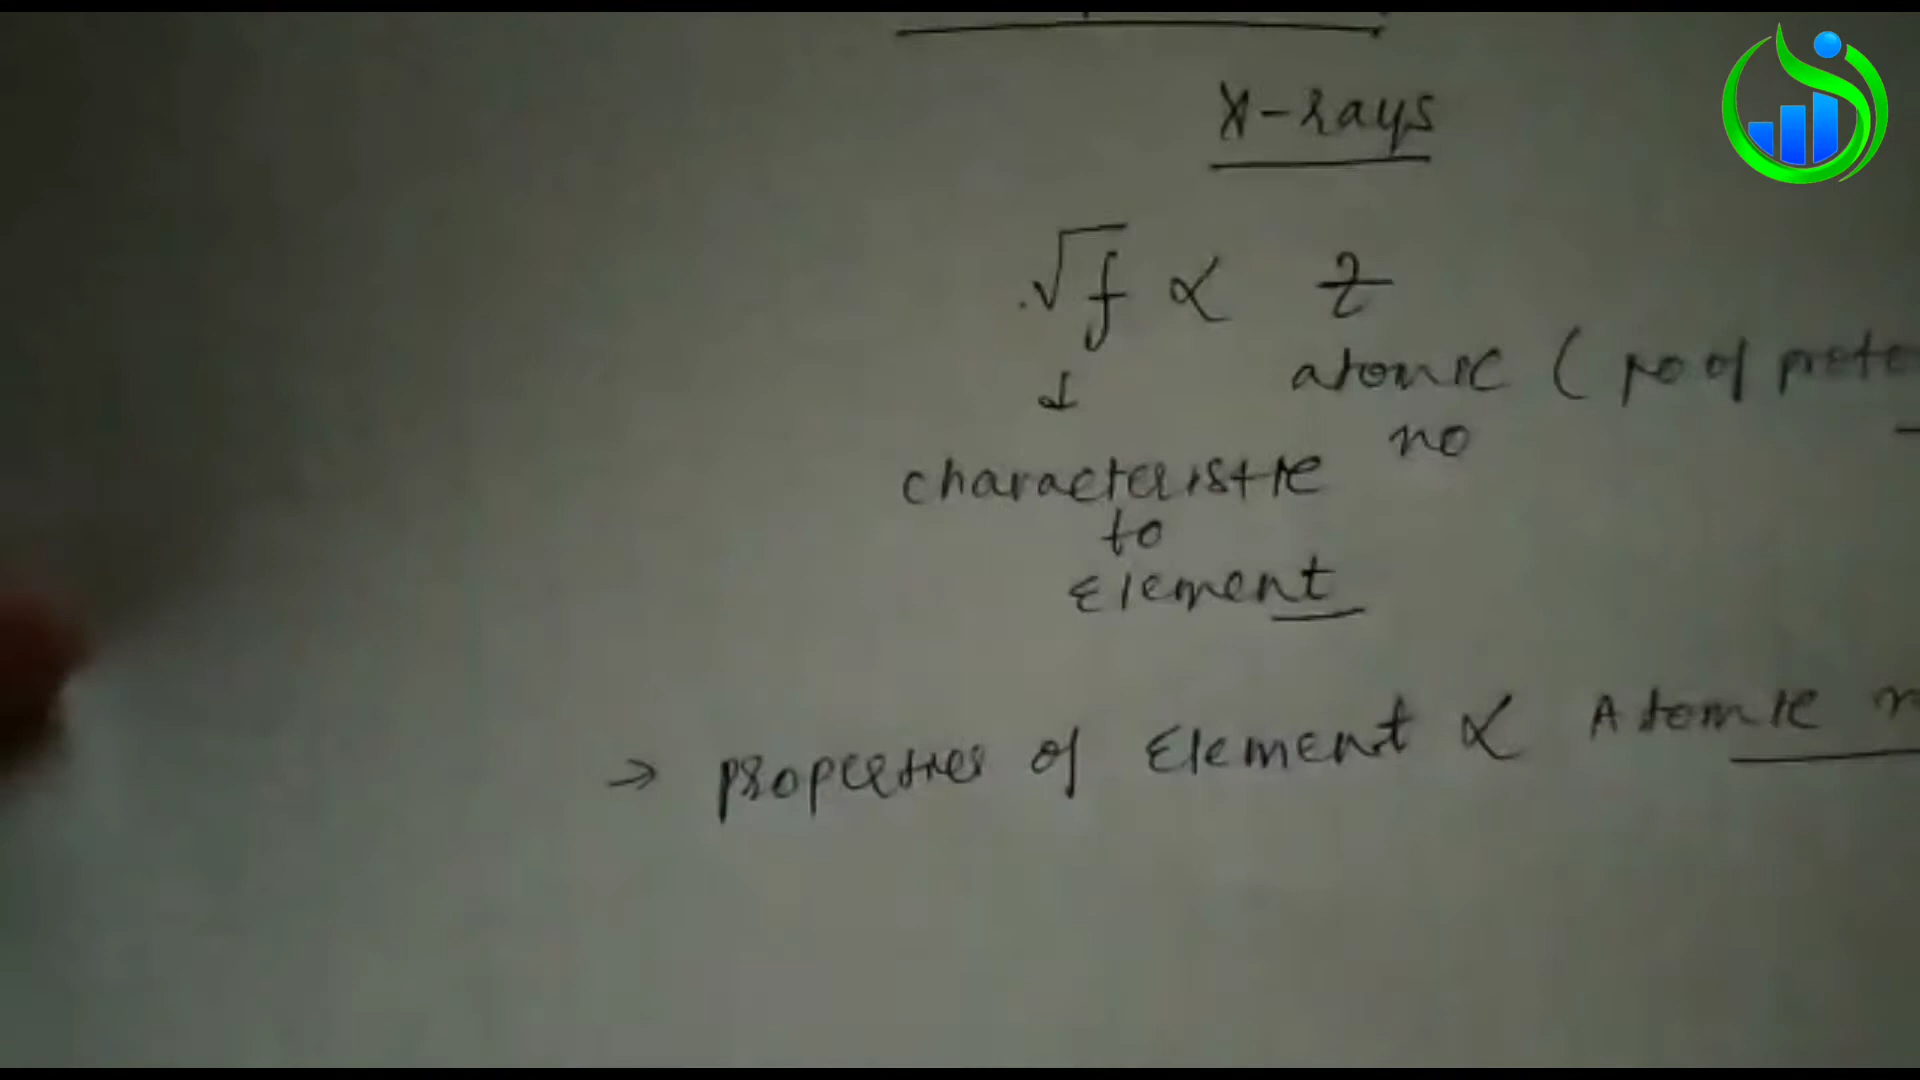 X-rays
√f ∝ Z
↓ atomic ( no of proto
no
characteristic
to
Element
→ properties of Element ∝ Atomic n